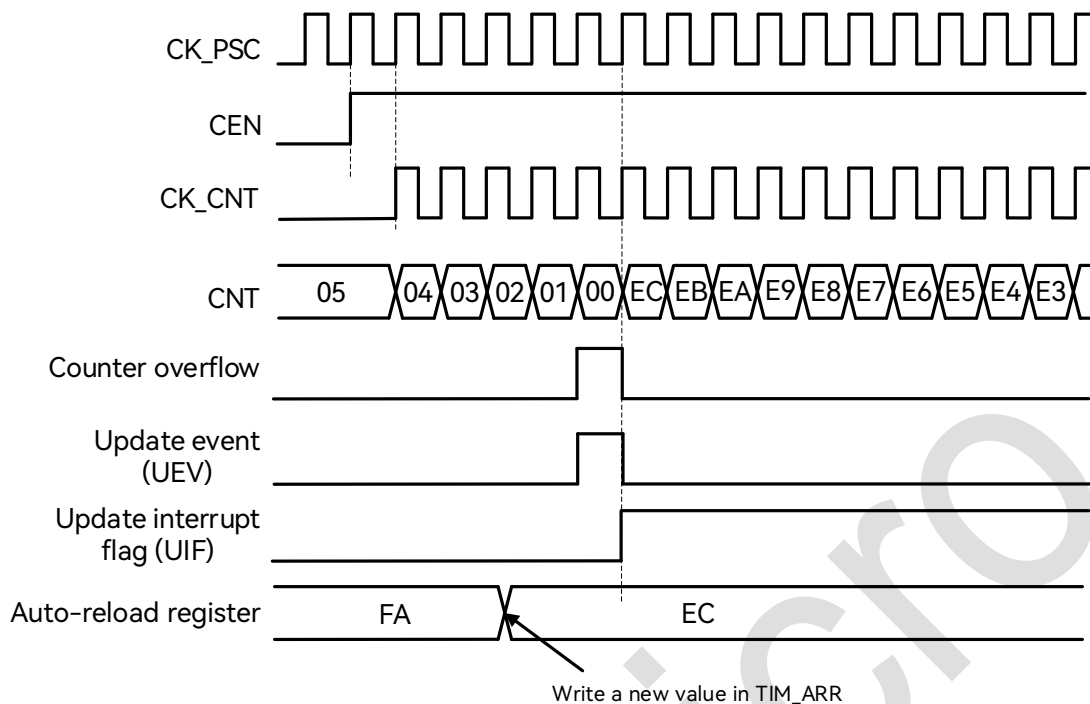 CK_PSC
CEN
CK_CNT
CNT
05 04 03 02 01 00 EC EB EA E9 E8 E7 E6 E5 E4 E3
Counter overflow
Update event
(UEV)
Update interrupt
flag (UIF)
Auto-reload register
FA EC
Write a new value in TIM_ARR
icro